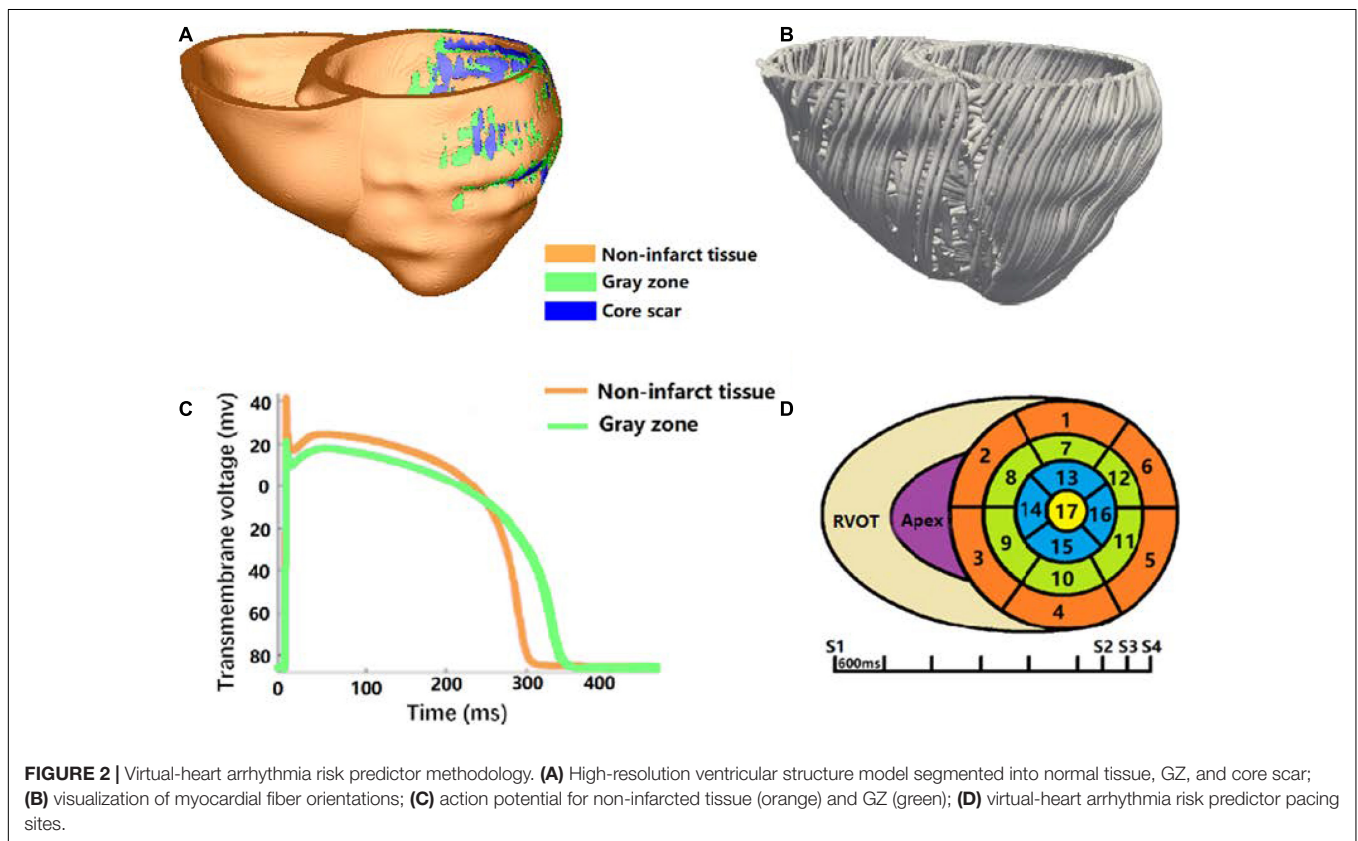 A
B
Non-infarct tissue
Gray zone
Core scar
C
Non-infarct tissue
Gray zone
Transmembrane voltage (mv)
40
20
0
20
40
60
80
0 100 200 300 400
Time (ms)
D
RVOT
Apex
1
2
3
4
5
6
7
8
9
10
11
12
13
14
15
16
17
S1
600ms
S2 S3 S4
FIGURE 2 | Virtual-heart arrhythmia risk predictor methodology. (A) High-resolution ventricular structure model segmented into normal tissue, GZ, and core scar;
(B) visualization of myocardial fiber orientations; (C) action potential for non-infarcted tissue (orange) and GZ (green); (D) virtual-heart arrhythmia risk predictor pacing
sites.